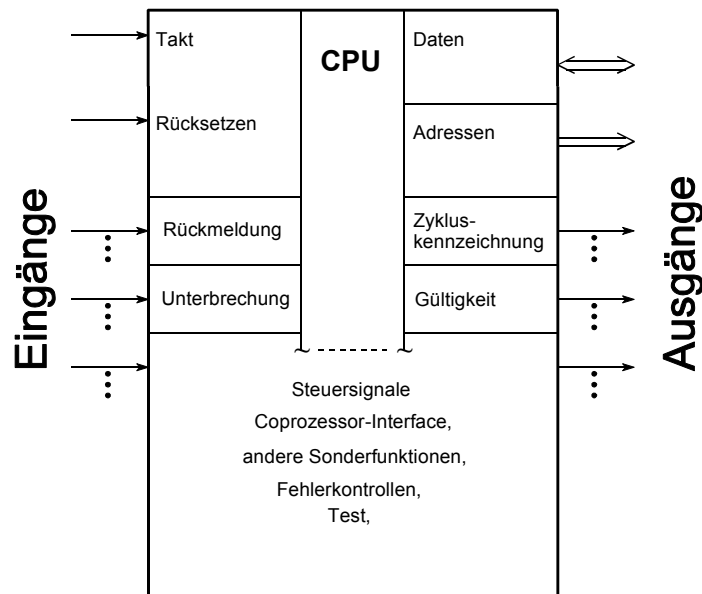 Takt
CPU
Daten
Rücksetzen
Adressen
Eingänge
Ausgänge
Rückmeldung
Zyklus-
kennzeichnung
Unterbrechung
Gültigkeit
Steuersignale
Coprozessor-Interface,
andere Sonderfunktionen,
Fehlerkontrollen,
Test,